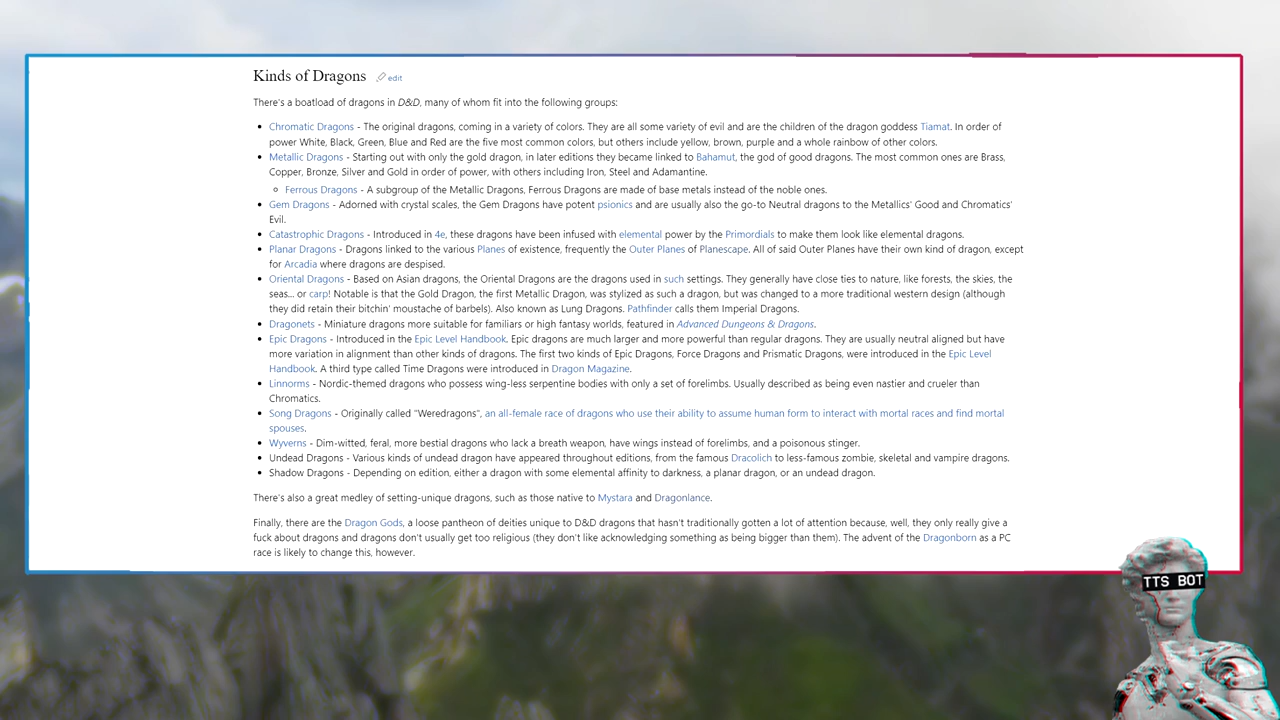 Kinds of Dragons edit
There's a boatload of dragons in D&D, many of whom fit into the following groups:
• Chromatic Dragons - The original dragons, coming in a variety of colors. They are all some variety of evil and are the children of the dragon goddess Tiamat. In order of
power White, Black, Green, Blue and Red are the five most common colors, but others include yellow, brown, purple and a whole rainbow of other colors.
• Metallic Dragons - Starting out with only the gold dragon, in later editions they became linked to Bahamut, the god of good dragons. The most common ones are Brass,
Copper, Bronze, Silver and Gold in order of power, with others including Iron, Steel and Adamantine.
◦ Ferrous Dragons - A subgroup of the Metallic Dragons, Ferrous Dragons are made of base metals instead of the noble ones.
• Gem Dragons - Adorned with crystal scales, the Gem Dragons have potent psionics and are usually also the go-to Neutral dragons to the Metallics' Good and Chromatics'
Evil.
• Catastrophic Dragons - Introduced in 4e, these dragons have been infused with elemental power by the Primordials to make them look like elemental dragons.
• Planar Dragons - Dragons linked to the various Planes of existence, frequently the Outer Planes of Planescape. All of said Outer Planes have their own kind of dragon, except
for Arcadia where dragons are despised.
• Oriental Dragons - Based on Asian dragons, the Oriental Dragons are the dragons used in such settings. They generally have close ties to nature, like forests, the skies, the
seas... or carp! Notable is that the Gold Dragon, the first Metallic Dragon, was stylized as such a dragon, but was changed to a more traditional western design (although
they did retain their bitchin' moustache of barbels). Also known as Lung Dragons. Pathfinder calls them Imperial Dragons.
• Dragonets - Miniature dragons more suitable for familiars or high fantasy worlds, featured in Advanced Dungeons & Dragons.
• Epic Dragons - Introduced in the Epic Level Handbook. Epic dragons are much larger and more powerful than regular dragons. They are usually neutral aligned but have
more variation in alignment than other kinds of dragons. The first two kinds of Epic Dragons, Force Dragons and Prismatic Dragons, were introduced in the Epic Level
Handbook. A third type called Time Dragons were introduced in Dragon Magazine.
• Linnorms - Nordic-themed dragons who possess wing-less serpentine bodies with only a set of forelimbs. Usually described as being even nastier and crueler than
Chromatics.
• Song Dragons - Originally called "Weredragons", an all-female race of dragons who use their ability to assume human form to interact with mortal races and find mortal
spouses.
• Wyverns - Dim-witted, feral, more bestial dragons who lack a breath weapon, have wings instead of forelimbs, and a poisonous stinger.
• Undead Dragons - Various kinds of undead dragon have appeared throughout editions, from the famous Dracolich to less-famous zombie, skeletal and vampire dragons.
• Shadow Dragons - Depending on edition, either a dragon with some elemental affinity to darkness, a planar dragon, or an undead dragon.
There's also a great medley of setting-unique dragons, such as those native to Mystara and Dragonlance.
Finally, there are the Dragon Gods, a loose pantheon of deities unique to D&D dragons that hasn't traditionally gotten a lot of attention because, well, they only really give a
fuck about dragons and dragons don't usually get too religious (they don't like acknowledging something as being bigger than them). The advent of the Dragonborn as a PC
race is likely to change this, however.
TTS BOT